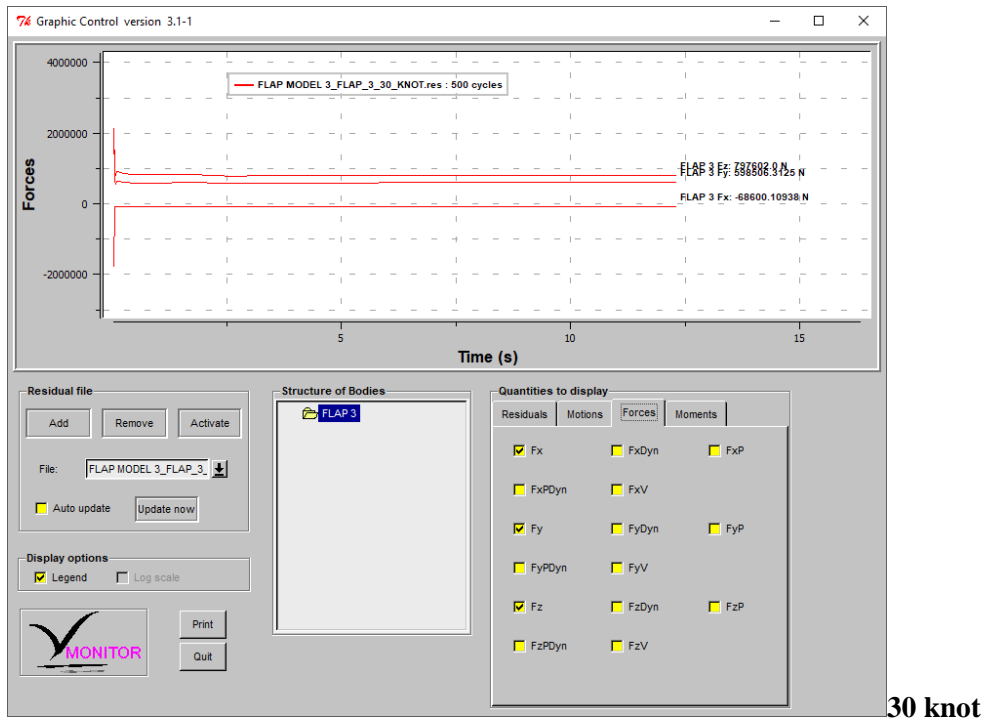 Graphic Control version 3.1-1
4000000
2000000
0
-2000000
Forces
FLAP MODEL 3_FLAP_3_30_KNOT.res : 500 cycles
FLAP 3 Fz: 797602.0 N
FLAP 3 Fy: 598506.3125 N
FLAP 3 Fx: -68600.10938 N
5 10 15
Time (s)
Residual file
Add Remove Activate
File: FLAP MODEL 3_FLAP_3_
Auto update Update now
Display options
Legend Log scale
MONITOR
Print
Quit
Structure of Bodies
FLAP 3
Quantities to display
Residuals Motions Forces Moments
Fx FxDyn FxP
FxPDyn FxV
Fy FyDyn FyP
FyPDyn FyV
Fz FzDyn FzP
FzPDyn FzV
30 knot